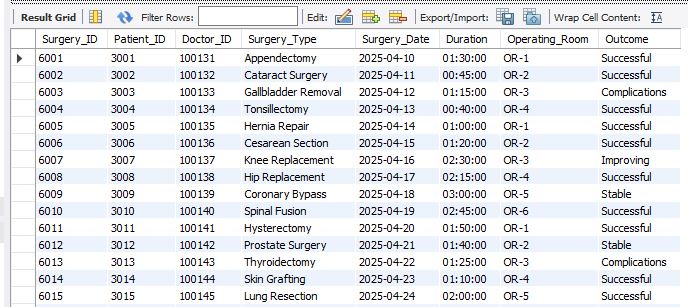 Result Grid Filter Rows: Edit: Export/Import: Wrap Cell Content: IA
Surgery_ID Patient_ID Doctor_ID Surgery_Type Surgery_Date Duration Operating_Room Outcome
6001 3001 100131 Appendectomy 2025-04-10 01:30:00 OR-1 Successful
6002 3002 100132 Cataract Surgery 2025-04-11 00:45:00 OR-2 Successful
6003 3003 100133 Gallbladder Removal 2025-04-12 01:15:00 OR-3 Complications
6004 3004 100134 Tonsillectomy 2025-04-13 00:40:00 OR-4 Successful
6005 3005 100135 Hernia Repair 2025-04-14 01:00:00 OR-1 Successful
6006 3006 100136 Cesarean Section 2025-04-15 01:20:00 OR-2 Successful
6007 3007 100137 Knee Replacement 2025-04-16 02:30:00 OR-3 Improving
6008 3008 100138 Hip Replacement 2025-04-17 02:15:00 OR-4 Successful
6009 3009 100139 Coronary Bypass 2025-04-18 03:00:00 OR-5 Stable
6010 3010 100140 Spinal Fusion 2025-04-19 02:45:00 OR-6 Successful
6011 3011 100141 Hysterectomy 2025-04-20 01:50:00 OR-1 Successful
6012 3012 100142 Prostate Surgery 2025-04-21 01:40:00 OR-2 Stable
6013 3013 100143 Thyroidectomy 2025-04-22 01:25:00 OR-3 Complications
6014 3014 100144 Skin Grafting 2025-04-23 01:10:00 OR-4 Successful
6015 3015 100145 Lung Resection 2025-04-24 02:00:00 OR-5 Successful